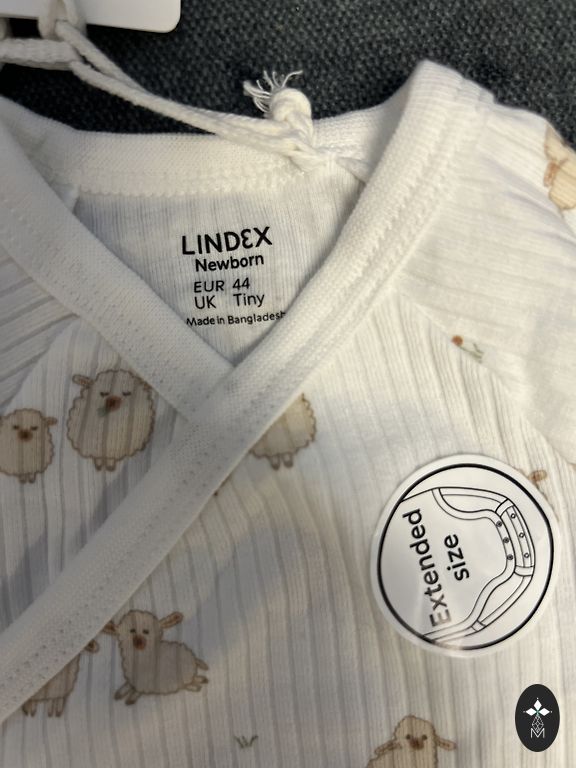 LINDEX
Newborn
EUR 44
UK Tiny
Made in Bangladesh
Extended
size
M